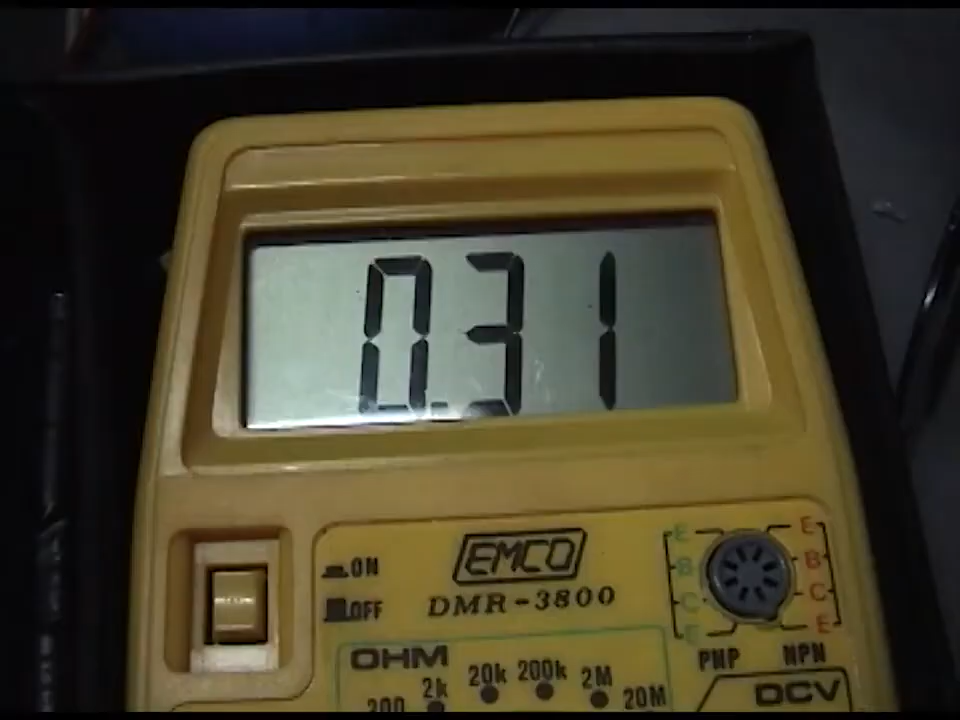 0.31
ON
OFF
EMCO
DMR-3800
E E
B B
C C
E E
PNP NPN
OHM
200 2k 20k 200k 2M 20M
DCV